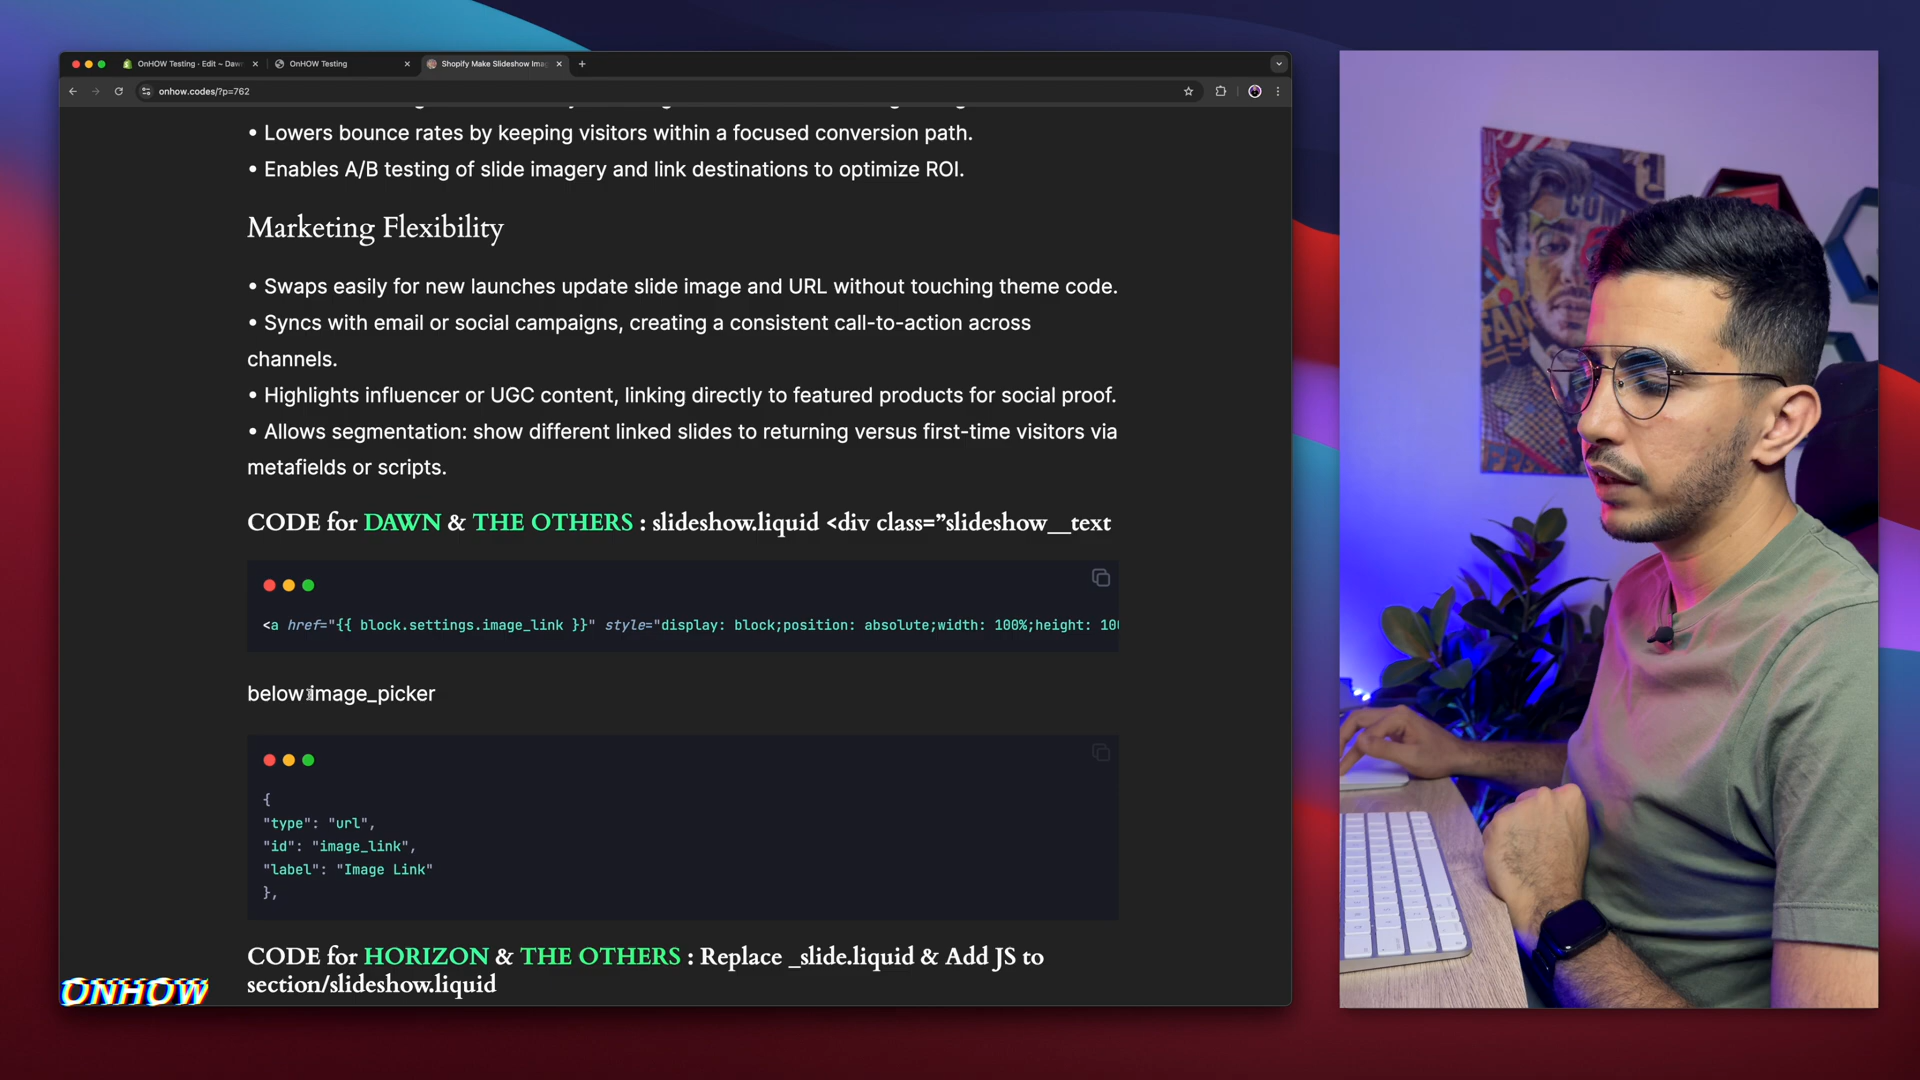 OnHOW Testing - Edit ~ Daw
OnHOW Testing
Shopify Make Slideshow Ima
onhow.codes/?p=762
• Lowers bounce rates by keeping visitors within a focused conversion path.
• Enables A/B testing of slide imagery and link destinations to optimize ROI.
Marketing Flexibility
• Swaps easily for new launches update slide image and URL without touching theme code.
• Syncs with email or social campaigns, creating a consistent call-to-action across
channels.
• Highlights influencer or UGC content, linking directly to featured products for social proof.
• Allows segmentation: show different linked slides to returning versus first-time visitors via
metafields or scripts.
CODE for DAWN & THE OTHERS : slideshow.liquid <div class=”slideshow__text
<a href="{{ block.settings.image_link }}" style="display: block;position: absolute;width: 100%;height: 100
below image_picker
{
"type": "url",
"id": "image_link",
"label": "Image Link"
},
CODE for HORIZON & THE OTHERS : Replace _slide.liquid & Add JS to
section/slideshow.liquid
ONHOW